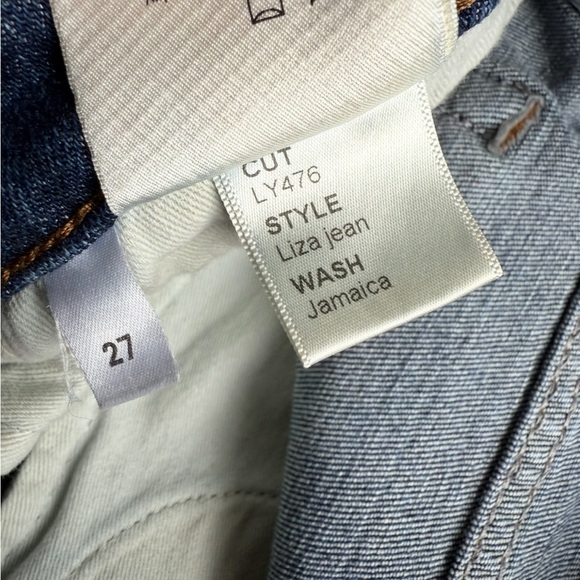 CUT
LY476
STYLE
Liza jean
WASH
Jamaica
27